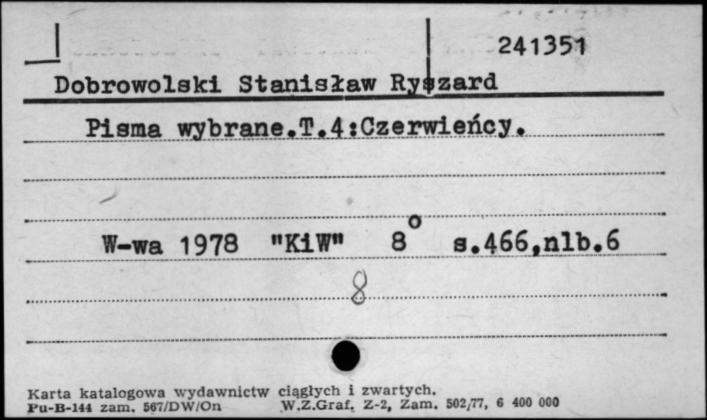 241351
Dobrowolski Stanisław Ryszard
Pisma wybrane.T.4:Czerwieńcy.
W-wa 1978 "KiW" 8° s.466,nlb.6
8
Karta katalogowa wydawnictw ciągłych i zwartych.
Pu-B-144 zam. 567/DW/On W.Z.Graf. Z-2, Zam. 502/77, 6 400 000